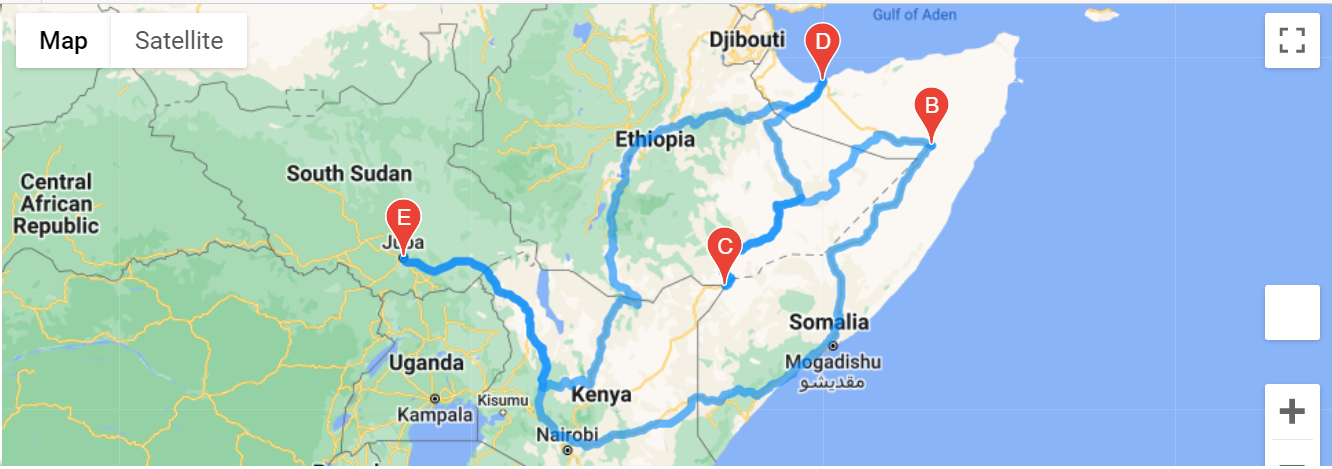 Map
Satellite
Gulf of Aden
Djibouti
D
B
Ethiopia
South Sudan
Central
African
Republic
E
Juba
C
Somalia
Mogadishu
مقديشو
Uganda
Kampala
Kisumu
Kenya
Nairobi
+